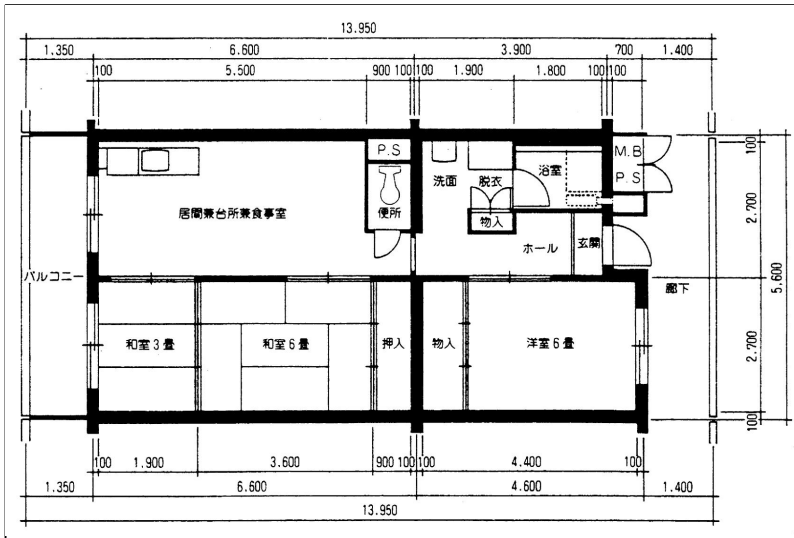 13.950
1.350 6.600 3.900 700 1.400
100 5.500 900 100 100 1.900 1.800 100 100
P.S
M.B
P.S
洗面
脱衣
浴室
居間兼台所兼食事室
便所
物入
ホール
玄関
バルコニー
廊下
和室3畳
和室6畳
押入
物入
洋室6畳
100
2.700
5.600
2.700
100
100 1.900 3.600 900 100 100 4.400 100
1.350 6.600 4.600 1.400
13.950